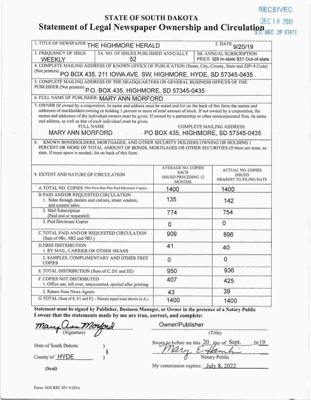 RECEIVED
DEC 18 2019
S.D. SEC. OF STATE
STATE OF SOUTH DAKOTA
Statement of Legal Newspaper Ownership and Circulation
1. TITLE OF NEWSPAPER THE HIGHMORE HERALD 2. DATE 9/20/19
3. FREQUENCY OF ISSUE WEEKLY 3A. NO. OF ISSUES PUBLISHED ANNUALLY 52 3B. ANNUAL SUBSCRIPTION PRICE $28 In-state $31 Out-of-state
4. COMPLETE MAILING ADDRESS OF KNOWN OFFICE OF PUBLICATION (Street, City, County, State and ZIP+4 Code)
(Not printers) PO BOX 435, 211 IOWA AVE. SW, HIGHMORE, HYDE, SD 57345-0435
5. COMPLETE MAILING ADDRESS OF THE HEADQUARTERS OR GENERAL BUSINESS OFFICES OF THE
PUBLISHER (Not printers) P.O. BOX 435, HIGHMORE, SD 57345-0435
6. FULL NAME OF PUBLISHER: MARY ANN MORFORD
7. OWNER (If owned by a corporation, its name and address must be stated and list on the back of this form the names and
addresses of stockholders owning or holding 1 percent or more of total amount of stock. If not owned by a corporation, the
names and addresses of the individual owners must be given. If owned by a partnership or other unincorporated firm, its name
and address, as well as that of each individual must be given.)
FULL NAME COMPLETE MAILING ADDRESS
MARY ANN MORFORD PO BOX 435, HIGHMORE, SD 57345-0435
8. KNOWN BONDHOLDERS, MORTGAGES, AND OTHER SECURITY HOLDERS OWNING OR HOLDING 1
PERCENT OR MORE OF TOTAL AMOUNT OF BONDS, MORTGAGES OR OTHER SECURITIES (If there are none, so
state. If more space is needed, list on back of this form.
9. EXTENT AND NATURE OF CIRCULATION
AVERAGE NO. COPIES EACH ISSUED PRECEDING 12 MONTHS
ACTUAL NO. COPIES ISSUED NEAREST TO FILING DATE
A. TOTAL NO. COPIES 1400 1400
B. PAID AND/OR REQUESTED CIRCULATION
1. Sales through dealers and carriers, street vendors, and counter sales. 135 142
2. Mail Subscription (Paid and or requested) 774 754
3. Paid Electronic Copies 0 0
C. TOTAL PAID AND/OR REQUESTED CIRCULATION (Sum of 9B1, 9B2 and 9B3.) 909 896
D. FREE DISTRIBUTION
1. BY MAIL, CARRIER OR OTHER MEANS 41 40
2. SAMPLES, COMPLIMENTARY AND OTHER FREE COPIES 0 0
E. TOTAL DISTRIBUTION (Sum of C, D1 and D2) 950 936
F. COPIES NOT DISTRIBUTED
1. Office use, left over, unaccounted, spoiled after printing 407 425
2. Return from News Agents 43 39
G. TOTAL (Sum of E, F1 and F2 – Should equal total shown in A.) 1400 1400
Statement must be signed by Publisher, Business Manager, or Owner in the presence of a Notary Public
I swear that the statements made by me are true, correct, and complete:
Mary Ann Morford Owner/Publisher
(Signature) (Title)
State of South Dakota ) Sworn to before me this 20 day of Sept. 2019
County of HYDE ) Notary Public
(Seal) My commission expires: July 8, 2022